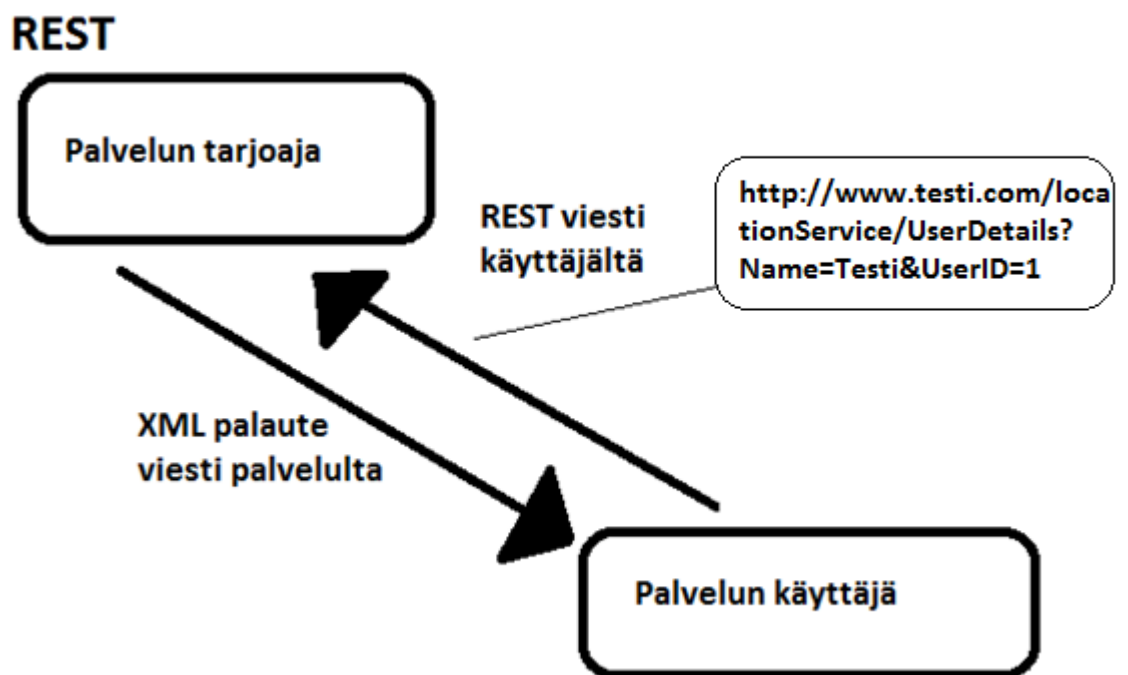 REST
Palvelun tarjoaja
REST viesti
käyttäjältä
http://www.testi.com/loca
tionService/UserDetails?
Name=Testi&UserID=1
XML palaute
viesti palvelulta
Palvelun käyttäjä